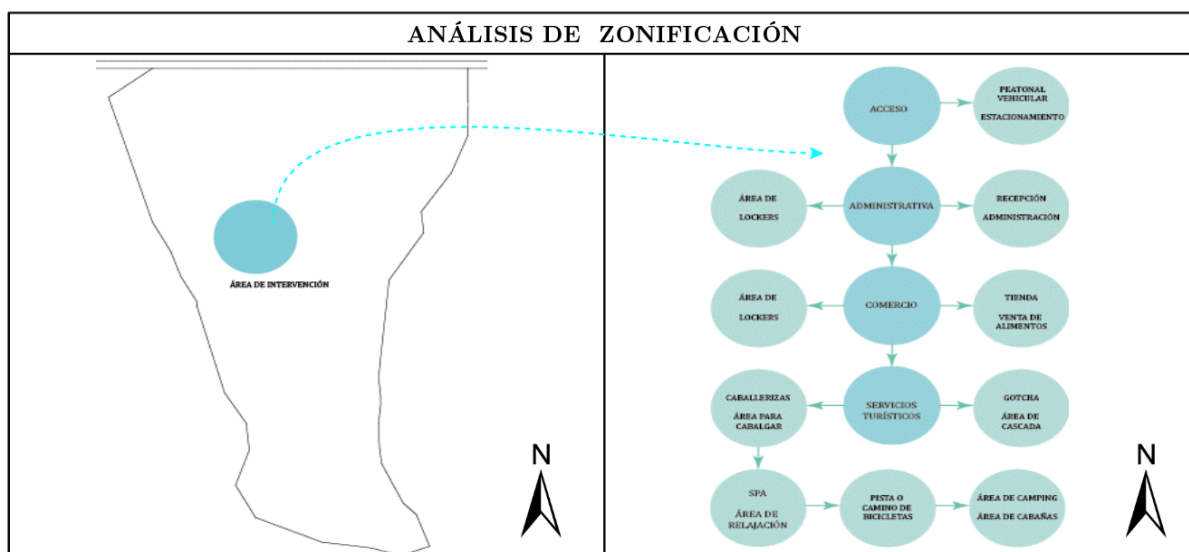 ANÁLISIS DE ZONIFICACIÓN
ÁREA DE INTERVENCIÓN
N
ACCESO
PEATONAL
VEHICULAR
ESTACIONAMIENTO
ÁREA DE
LOCKERS
ADMINISTRATIVA
RECEPCIÓN
ADMINISTRACIÓN
ÁREA DE
LOCKERS
COMERCIO
TIENDA
VENTA DE
ALIMENTOS
CABALLERIZAS
ÁREA PARA
CABALGAR
SERVICIOS
TURÍSTICOS
GOTCHA
ÁREA DE
CASCADA
SPA
ÁREA DE
RELAJACIÓN
PISTA O
CAMINO DE
BICICLETAS
ÁREA DE CAMPING
ÁREA DE CABAÑAS
N